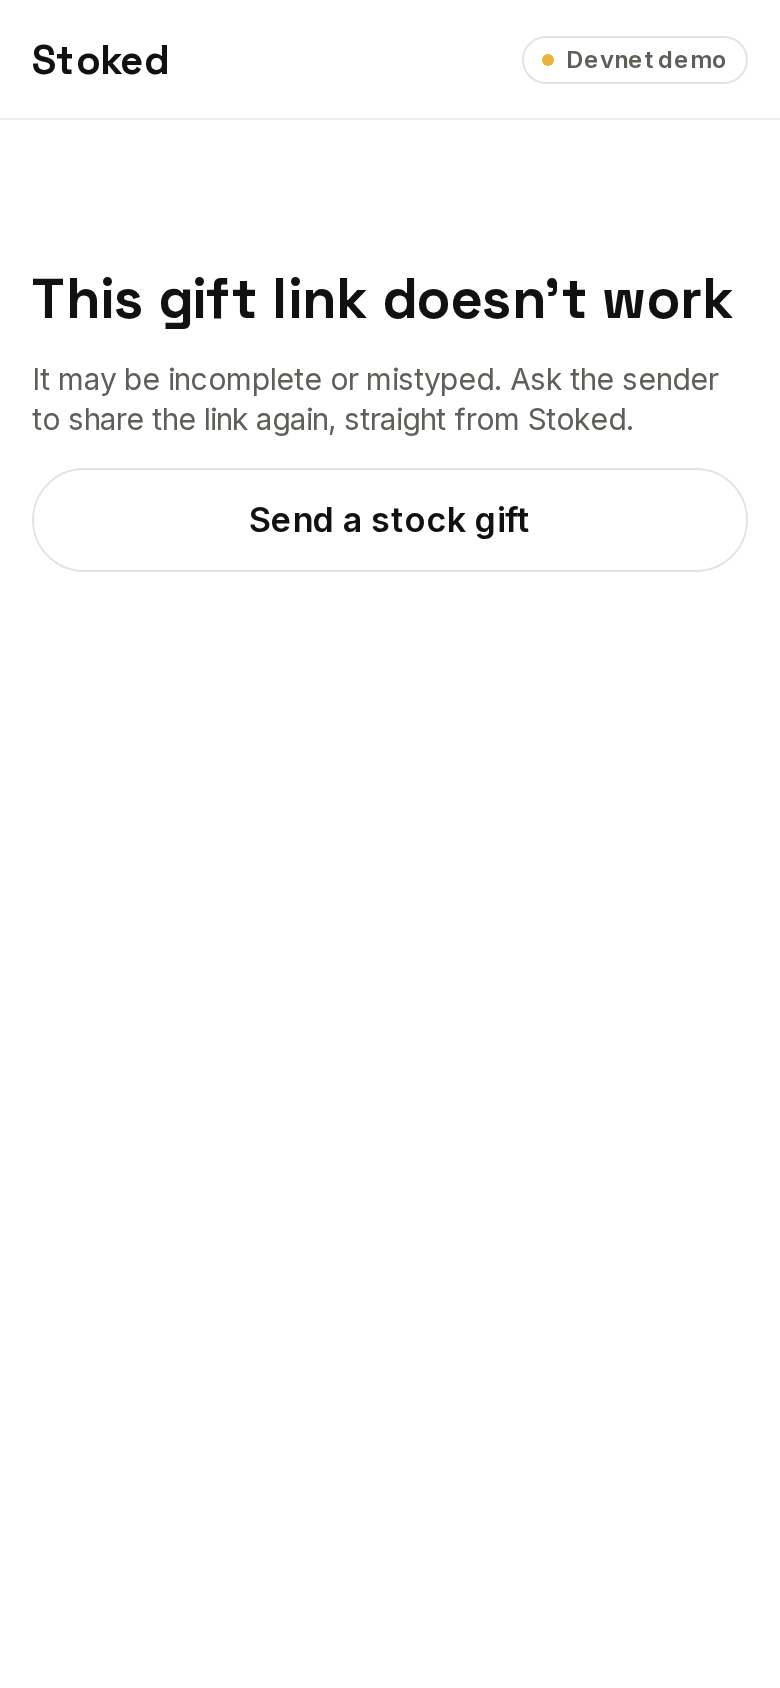 Stoked
Devnet demo
This gift link doesn’t work
It may be incomplete or mistyped. Ask the sender
to share the link again, straight from Stoked.
Send a stock gift